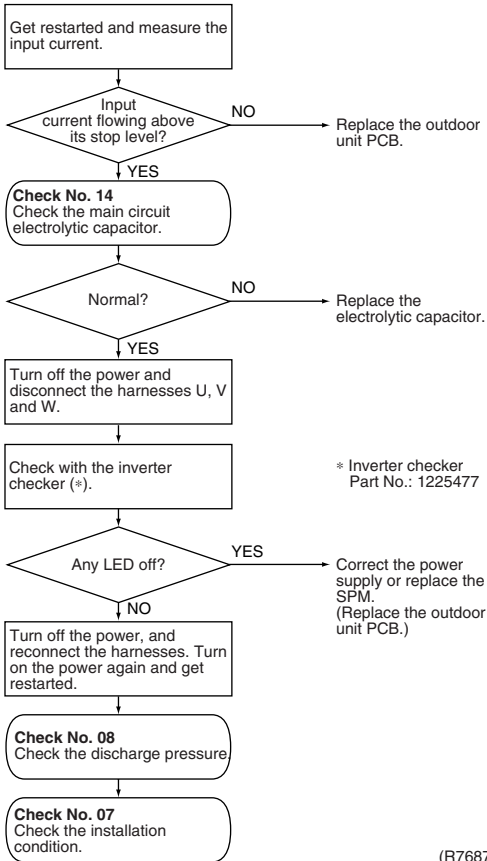 Get restarted and measure the
input current.
Input
current flowing above
its stop level?
NO
Replace the outdoor
unit PCB.
YES
Check No. 14
Check the main circuit
electrolytic capacitor.
Normal?
NO
Replace the
electrolytic capacitor.
YES
Turn off the power and
disconnect the harnesses U, V
and W.
Check with the inverter
checker (*).
* Inverter checker
Part No.: 1225477
Any LED off?
YES
Correct the power
supply or replace the
SPM.
(Replace the outdoor
unit PCB.)
NO
Turn off the power, and
reconnect the harnesses. Turn
on the power again and get
restarted.
Check No. 08
Check the discharge pressure.
Check No. 07
Check the installation
condition.
(R7687